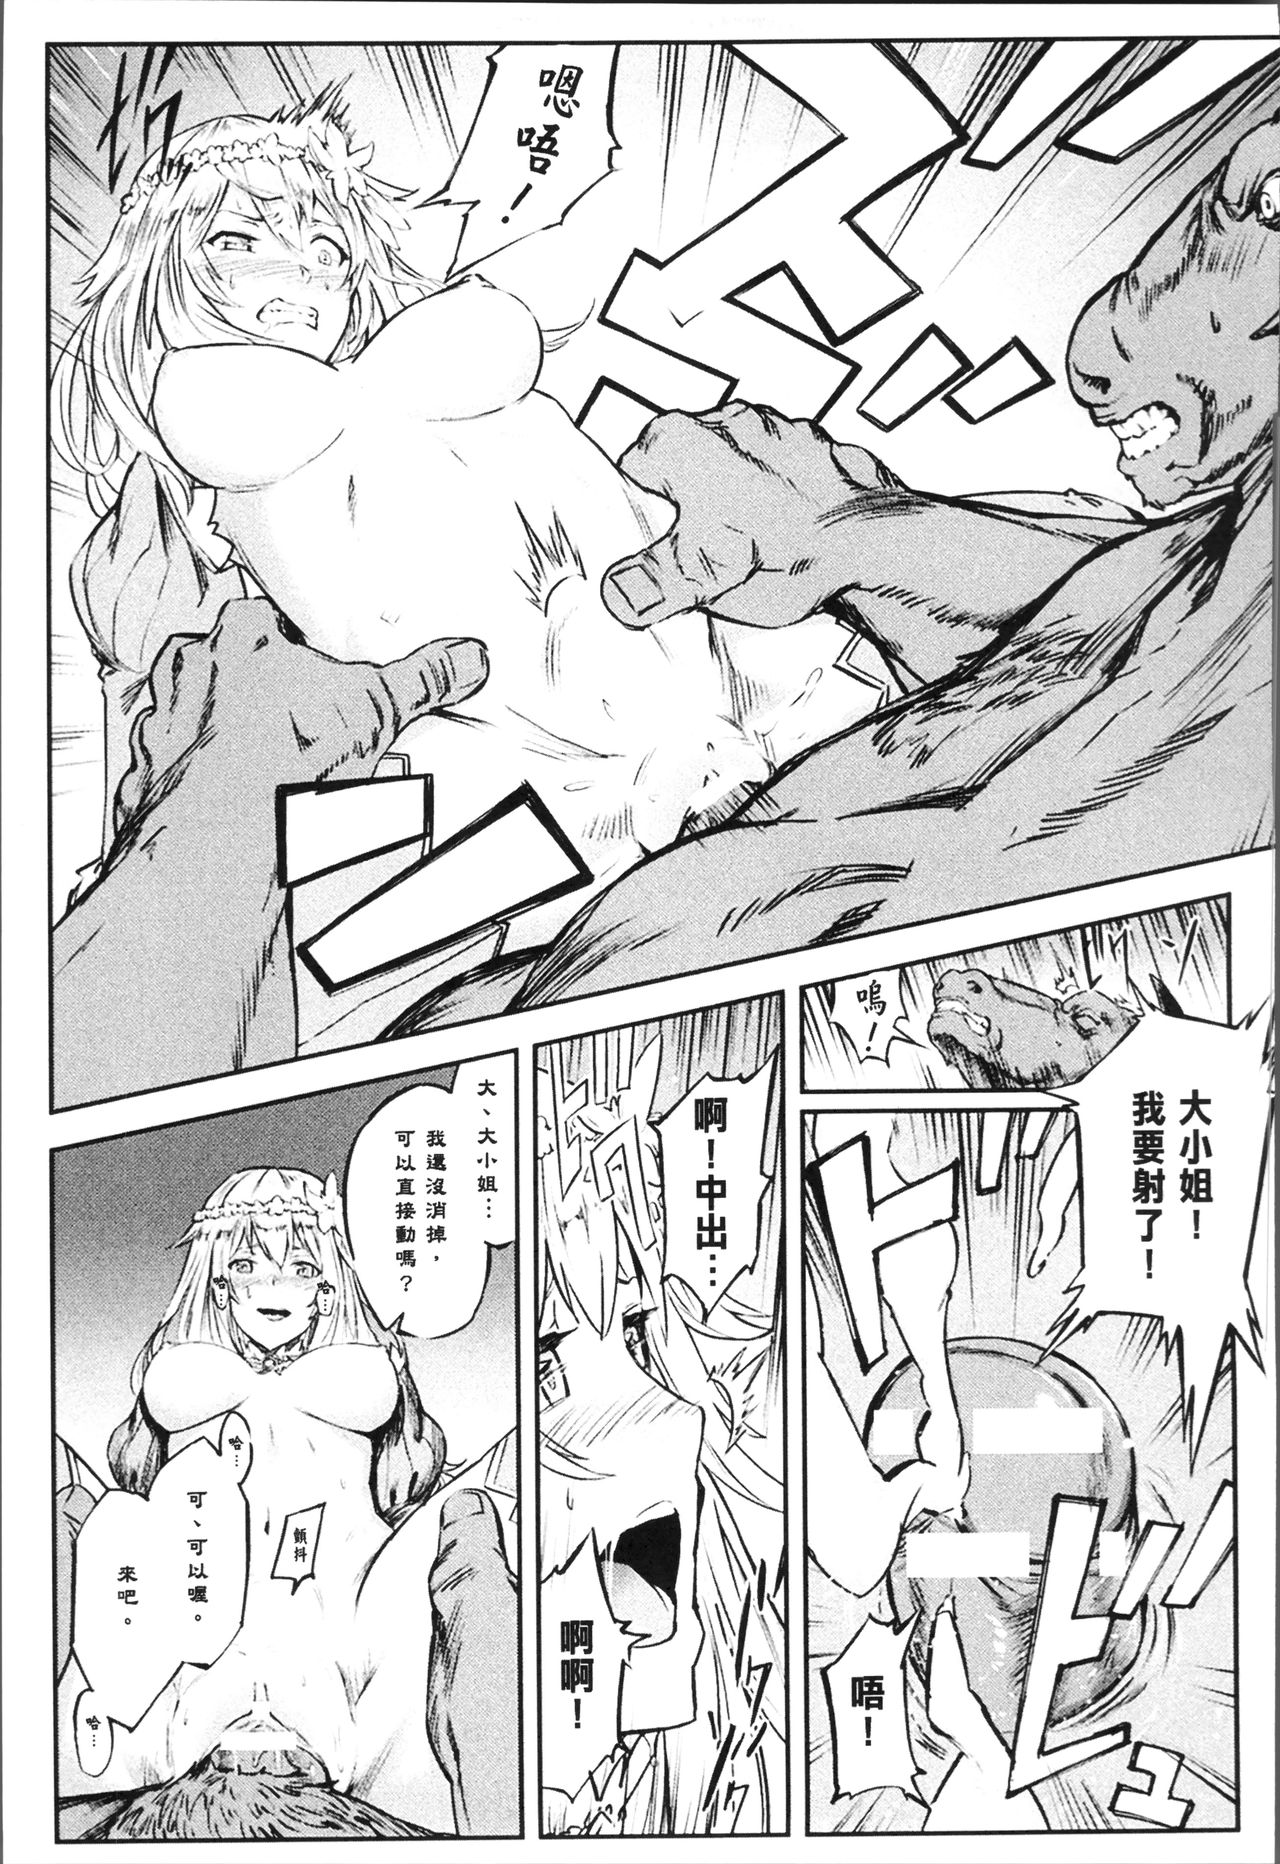 嗯唔！
嗚！
大小姐！
我要射了！
唔！
啊！中出…
啊啊！
大、大小姐…
我還沒消掉，
可以直接動嗎？
哈…
哈…
哈…
顫抖
可、可以喔。
來吧。
哈…